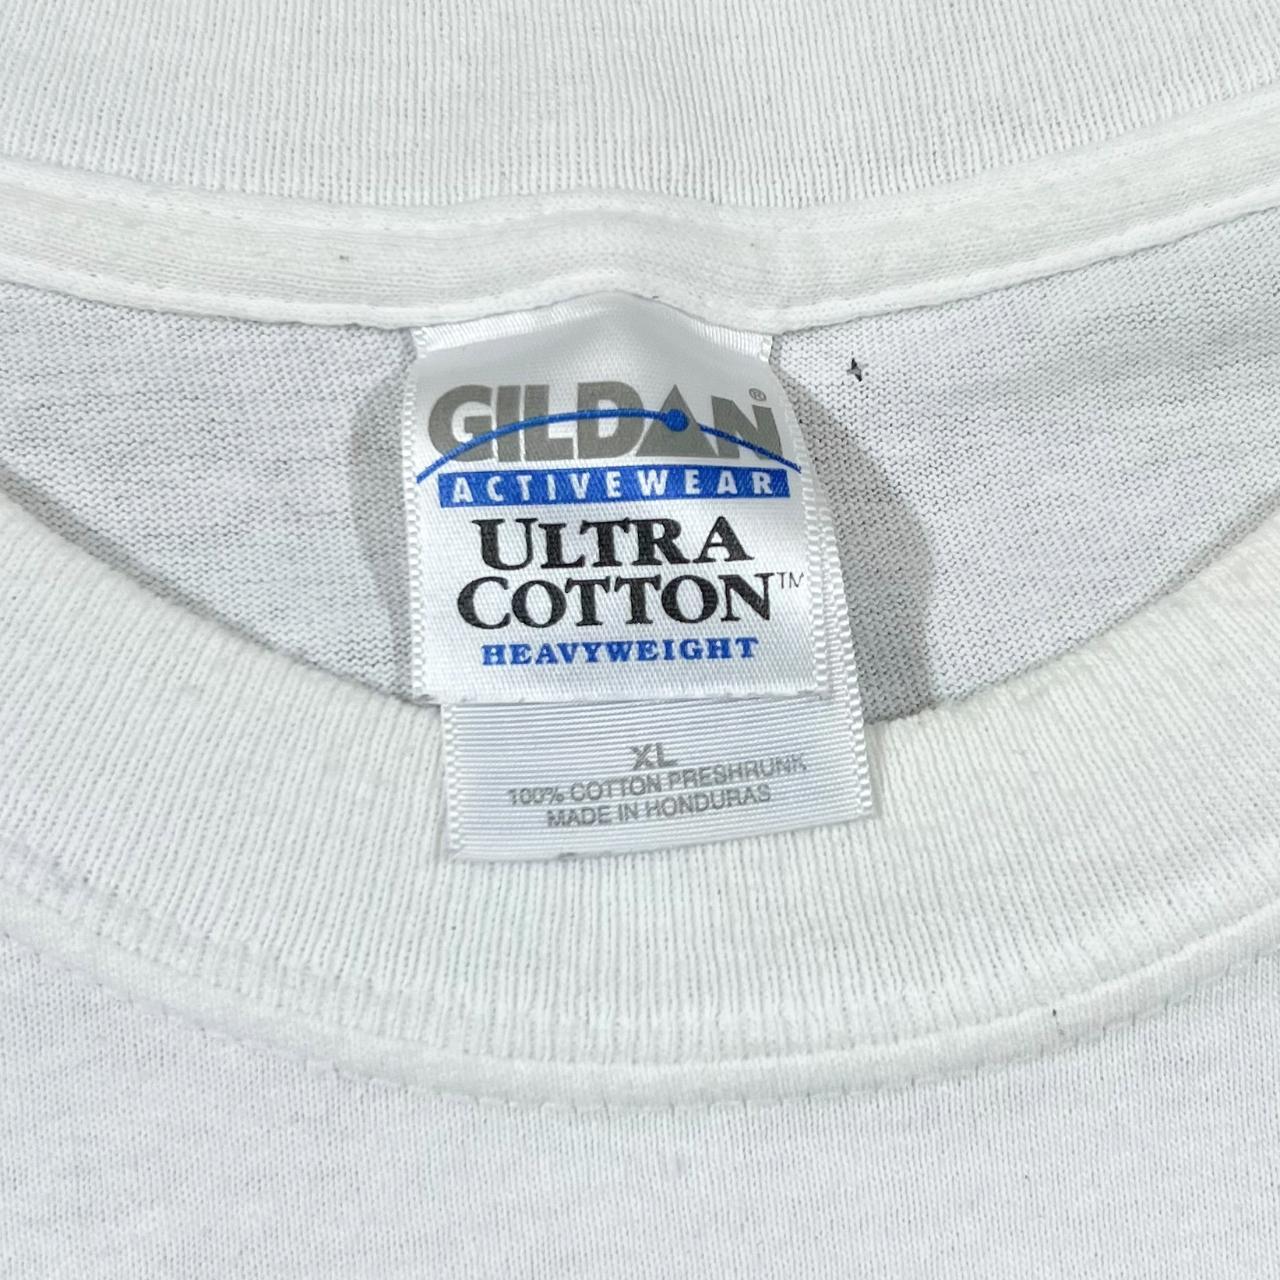 GILDAN®
ACTIVEWEAR
ULTRA
COTTON™
HEAVYWEIGHT
XL
100% COTTON PRESHRUNK
MADE IN HONDURAS